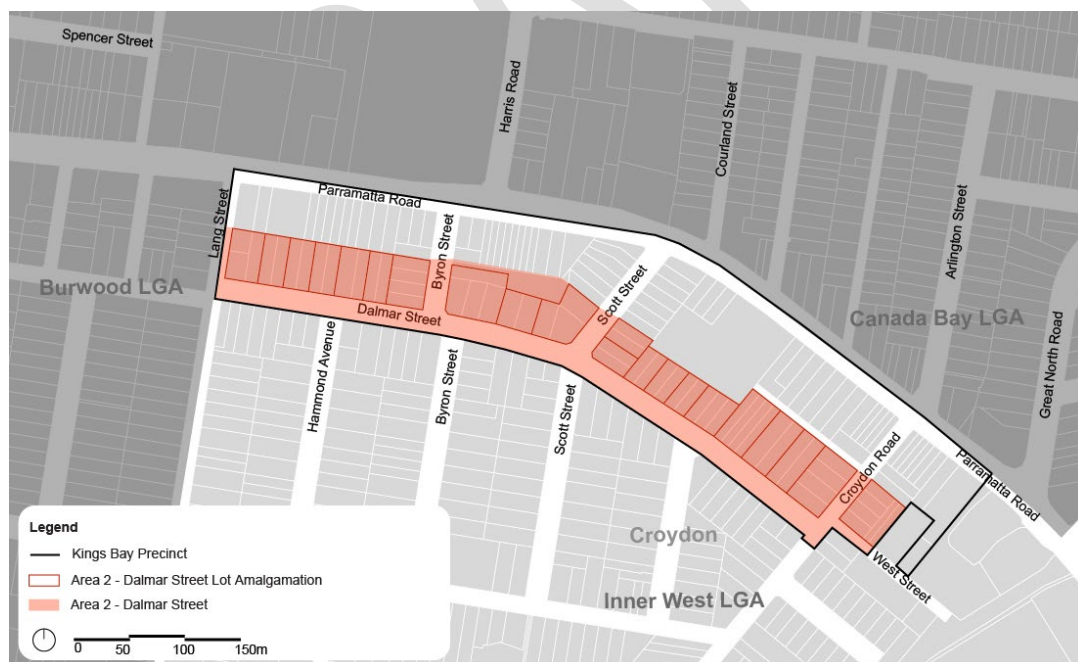 Spencer Street
Harris Road
Courland Street
Arlington Street
Great North Road
Lang Street
Parramatta Road
Byron Street
Scott Street
Burwood LGA
Dalmar Street
Canada Bay LGA
Hammond Avenue
Byron Street
Scott Street
Croydon Road
Parramatta Road
Croydon
West Street
Inner West LGA
Legend
Kings Bay Precinct
Area 2 - Dalmar Street Lot Amalgamation
Area 2 - Dalmar Street
0 50 100 150m